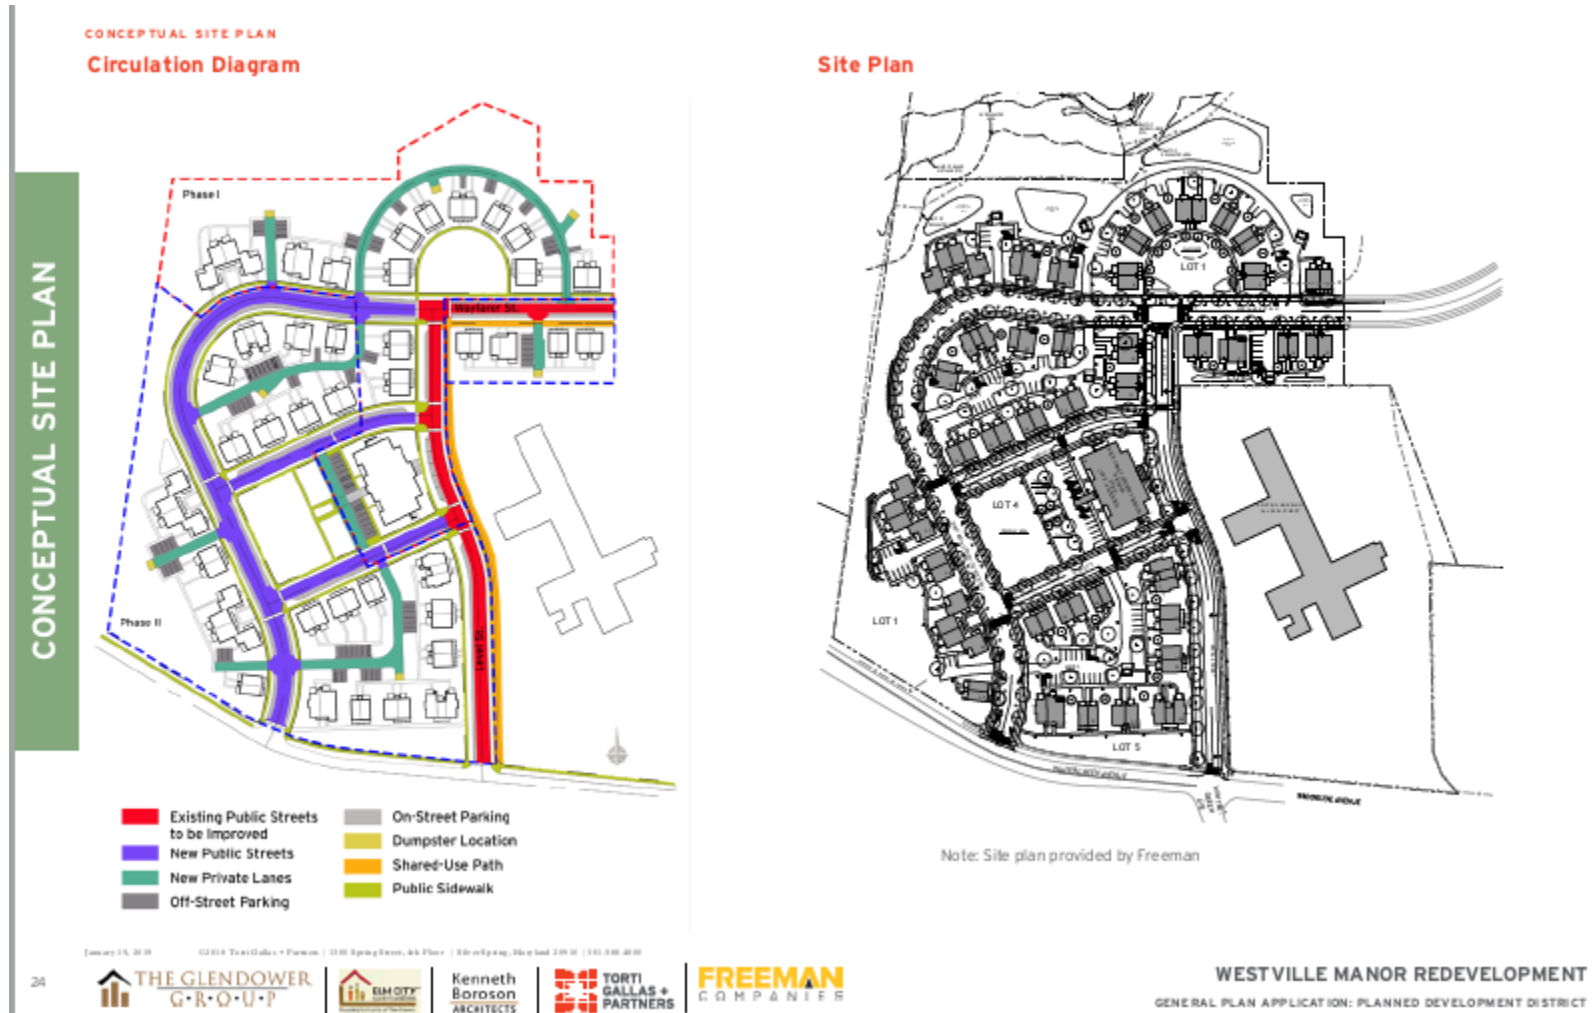 CONCEPTUAL SITE PLAN
Circulation Diagram
Site Plan
CONCEPTUAL SITE PLAN
Phase I
Wayfarer St.
Phase II
Level St.
LOT 1
LOT 4
LOT 1
LOT 5
Existing Public Streets
to be Improved
New Public Streets
New Private Lanes
Off-Street Parking
On-Street Parking
Dumpster Location
Shared-Use Path
Public Sidewalk
Note: Site plan provided by Freeman
24
THE GLENDOWER
G·R·O·U·P
ELM CITY
Kenneth
Boroson
ARCHITECTS
TORTI
GALLAS +
PARTNERS
FREEMAN
COMPANIES
WESTVILLE MANOR REDEVELOPMENT
GENERAL PLAN APPLICATION: PLANNED DEVELOPMENT DISTRICT